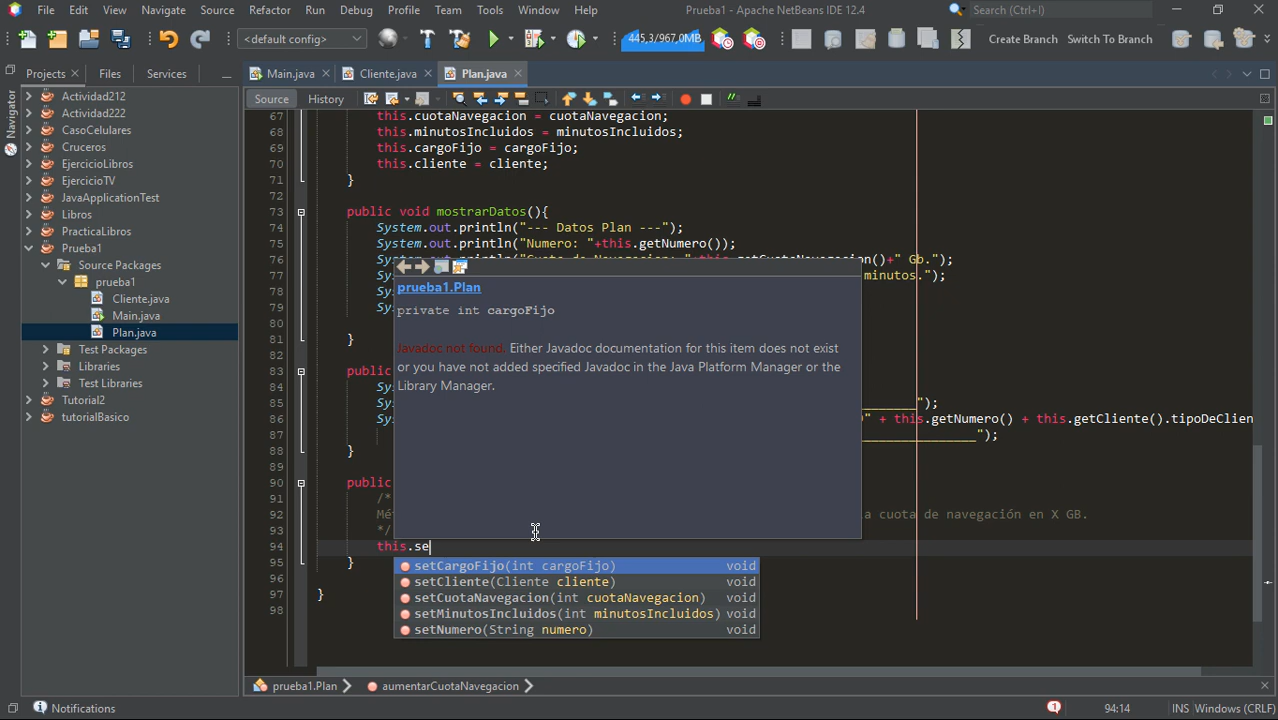 File Edit View Navigate Source Refactor Run Debug Profile Team Tools Window Help Prueba1 - Apache NetBeans IDE 12.4 Search (Ctrl+I)
<default config> 445,3/967,0MB Create Branch Switch To Branch
Projects Files Services Main.java Cliente.java Plan.java
Navigator
Source History
Actividad212
Actividad222
CasoCelulares
Cruceros
EjercicioLibros
EjercicioTV
JavaApplicationTest
Libros
PracticaLibros
Prueba1
Source Packages
prueba1
Cliente.java
Main.java
Plan.java
Test Packages
Libraries
Test Libraries
Tutorial2
tutorialBasico
67 this.cuotaNavegacion = cuotaNavegacion;
68 this.minutosIncluidos = minutosIncluidos;
69 this.cargoFijo = cargoFijo;
70 this.cliente = cliente;
71 }
72
73 public void mostrarDatos(){
74 System.out.println("--- Datos Plan ---");
75 System.out.println("Numero: "+this.getNumero());
76 Gb.");
77 minutos.");
78 Sy
79 Sy
80
81 }
82
83 public
84 Sy
85 Sy ");
86 Sy " + this.getNumero() + this.getCliente().tipoDeClien
87 ");
88 }
89
90 public
91 /*
92 Mé a cuota de navegación en X GB.
93 */
94 this.se
95 }
96
97 }
98
prueba1.Plan
private int cargoFijo
Javadoc not found. Either Javadoc documentation for this item does not exist
or you have not added specified Javadoc in the Java Platform Manager or the
Library Manager.
setCargoFijo(int cargoFijo) void
setCliente(Cliente cliente) void
setCuotaNavegacion(int cuotaNavegacion) void
setMinutosIncluidos(int minutosIncluidos) void
setNumero(String numero) void
prueba1.Plan aumentarCuotaNavegacion
Notifications 1 94:14 INS Windows (CRLF)